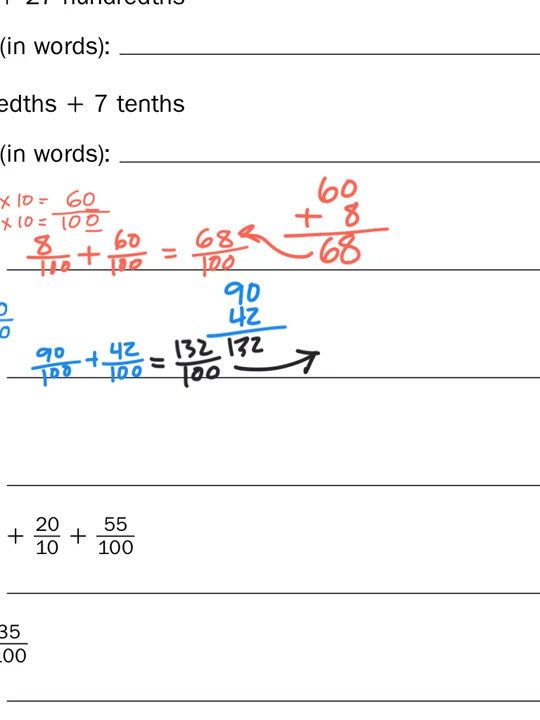 + 27 hundredths
(in words):
edths + 7 tenths
(in words):
x 10 = 60
x 10 = 100
60
+ 8
68
8/100 + 60/100 = 68/100
90
42
132
90/100 + 42/100 = 132/100
+ 20/10 + 55/100
35/100